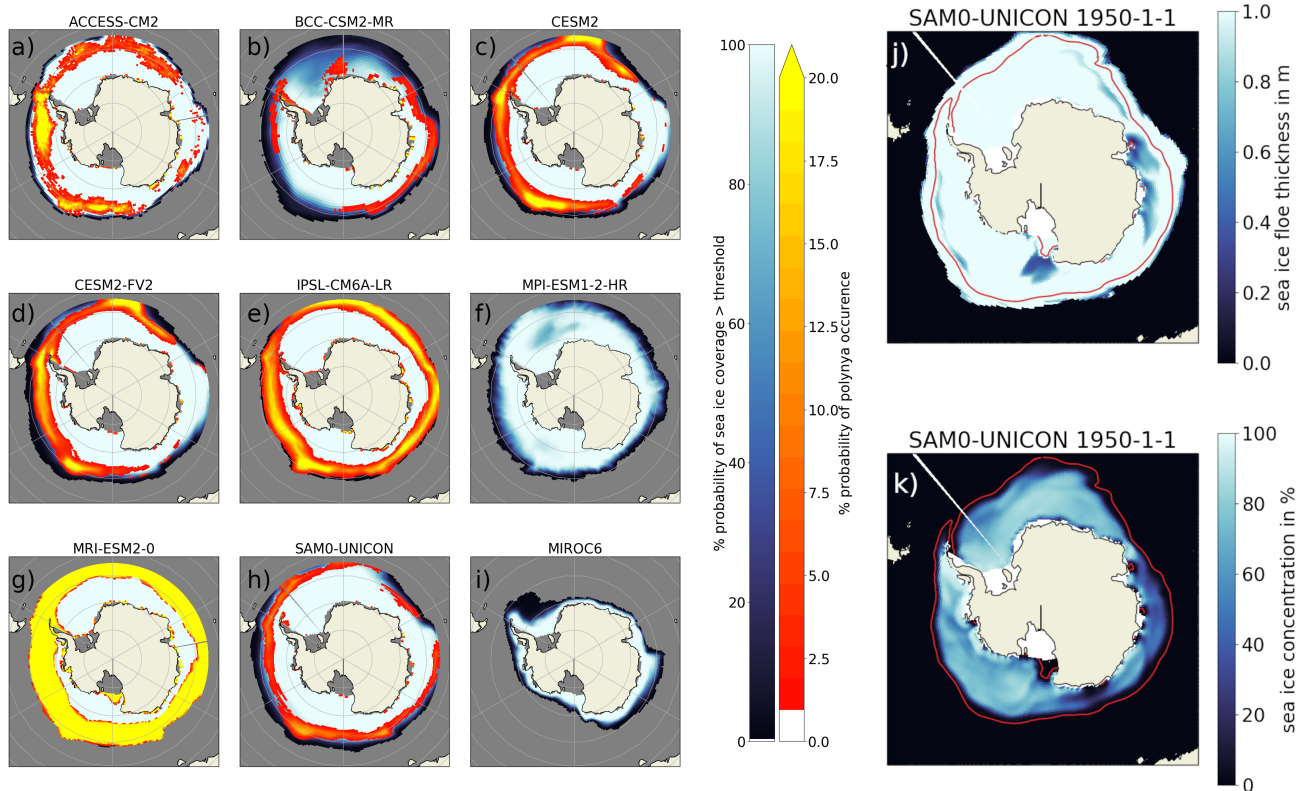 ACCESS-CM2
a)
BCC-CSM2-MR
b)
CESM2
c)
CESM2-FV2
d)
IPSL-CM6A-LR
e)
MPI-ESM1-2-HR
f)
MRI-ESM2-0
g)
SAM0-UNICON
h)
MIROC6
i)
100
80
60
40
20
0
% probability of sea ice coverage > threshold
20.0
17.5
15.0
12.5
10.0
7.5
5.0
2.5
0.0
% probability of polynya occurence
SAM0-UNICON 1950-1-1
j)
1.0
0.8
0.6
0.4
0.2
0.0
sea ice floe thickness in m
SAM0-UNICON 1950-1-1
k)
100
80
60
40
20
0
sea ice concentration in %